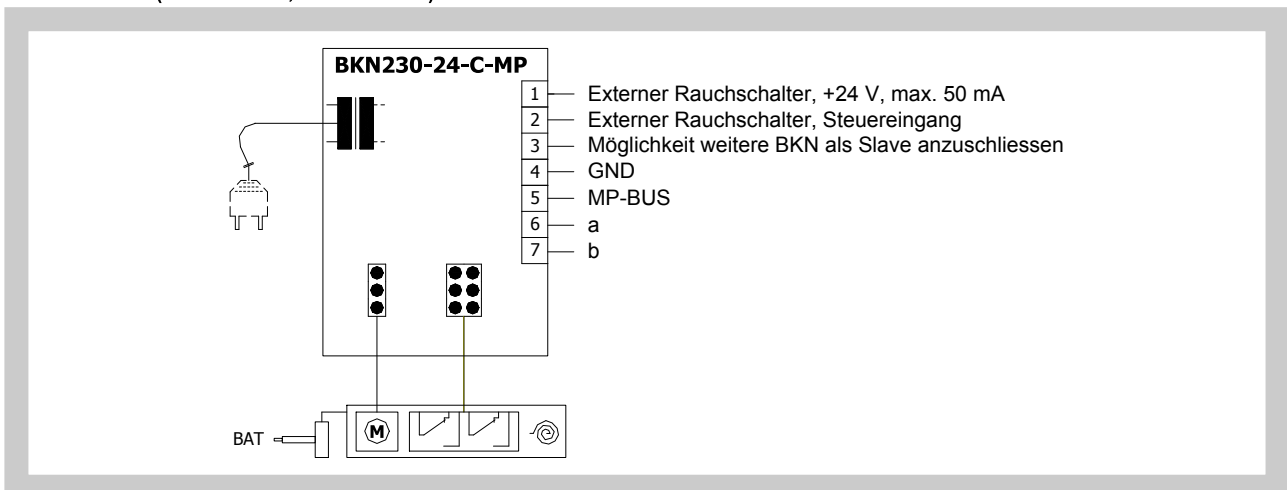 BKN230-24-C-MP
1 Externer Rauchschalter, +24 V, max. 50 mA
2 Externer Rauchschalter, Steuereingang
3 Möglichkeit weitere BKN als Slave anzuschliessen
4 GND
5 MP-BUS
6 a
7 b
BAT
M